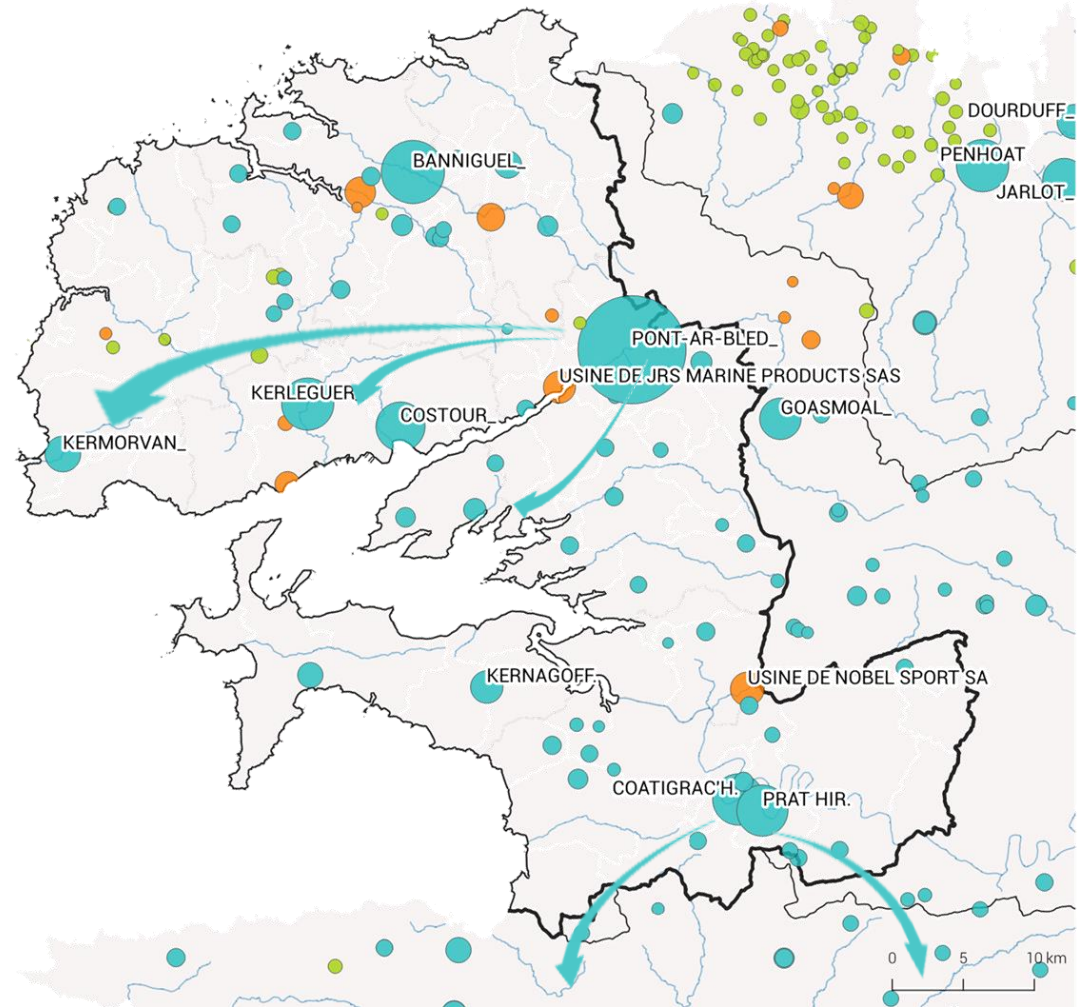 DOURDUFF_
PENHOAT
BANNIGUEL_
JARLOT_
PONT-AR-BLED_
USINE DE JRS MARINE PRODUCTS SAS
KERLEGUER
GOASMOAL_
COSTOUR_
KERMORVAN_
KERNAGOFF.
USINE DE NOBEL SPORT SA
COATIGRAC'H.
PRAT HIR.
0 5 10 km